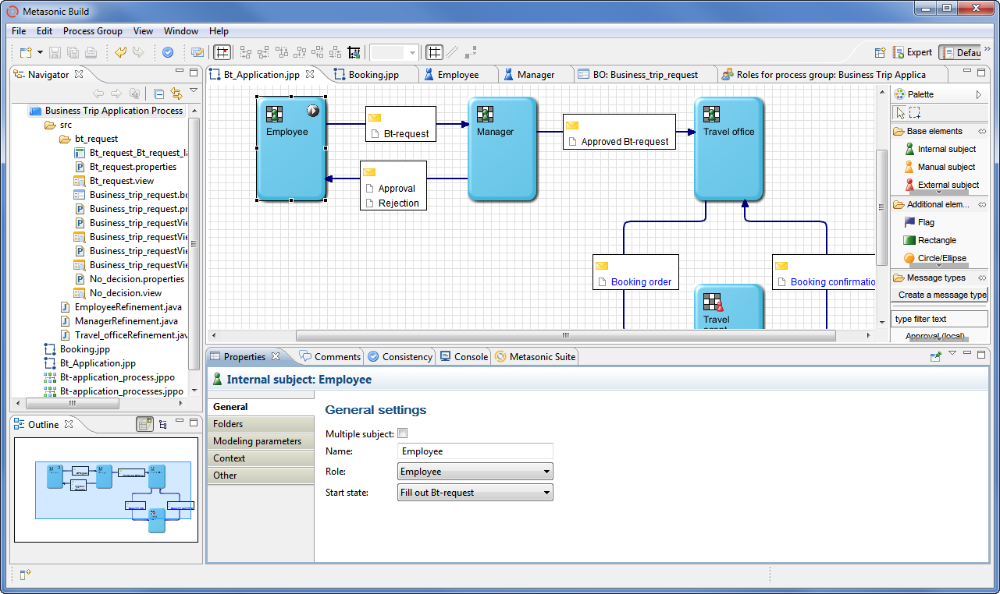 Metasonic Build
File Edit Process Group View Window Help
Expert Defau
Navigator
Business Trip Application Process
src
bt_request
Bt_request_Bt_request_la
Bt_request.properties
Bt_request.view
Business_trip_request.bo
Business_trip_request.pr
Business_trip_requestVie
Business_trip_requestVie
Business_trip_requestVie
No_decision.properties
No_decision.view
EmployeeRefinement.java
ManagerRefinement.java
Travel_officeRefinement.jav
Booking.jpp
Bt_Application.jpp
Bt-application_process.jppo
Bt-application_processes.jppo
Outline
Bt_Application.jpp Booking.jpp Employee Manager BO: Business_trip_request Roles for process group: Business Trip Applica
Employee
Bt-request
Manager
Approved Bt-request
Travel office
Approval
Rejection
Booking order
Booking confirmatio
Travel
Palette
Base elements
Internal subject
Manual subject
External subject
Additional elem...
Flag
Rectangle
Circle/Ellipse
Message types
Create a message type
type filter text
Approval (local)
Properties Comments Consistency Console Metasonic Suite
Internal subject: Employee
General
Folders
Modeling parameters
Context
Other
General settings
Multiple subject:
Name: Employee
Role: Employee
Start state: Fill out Bt-request